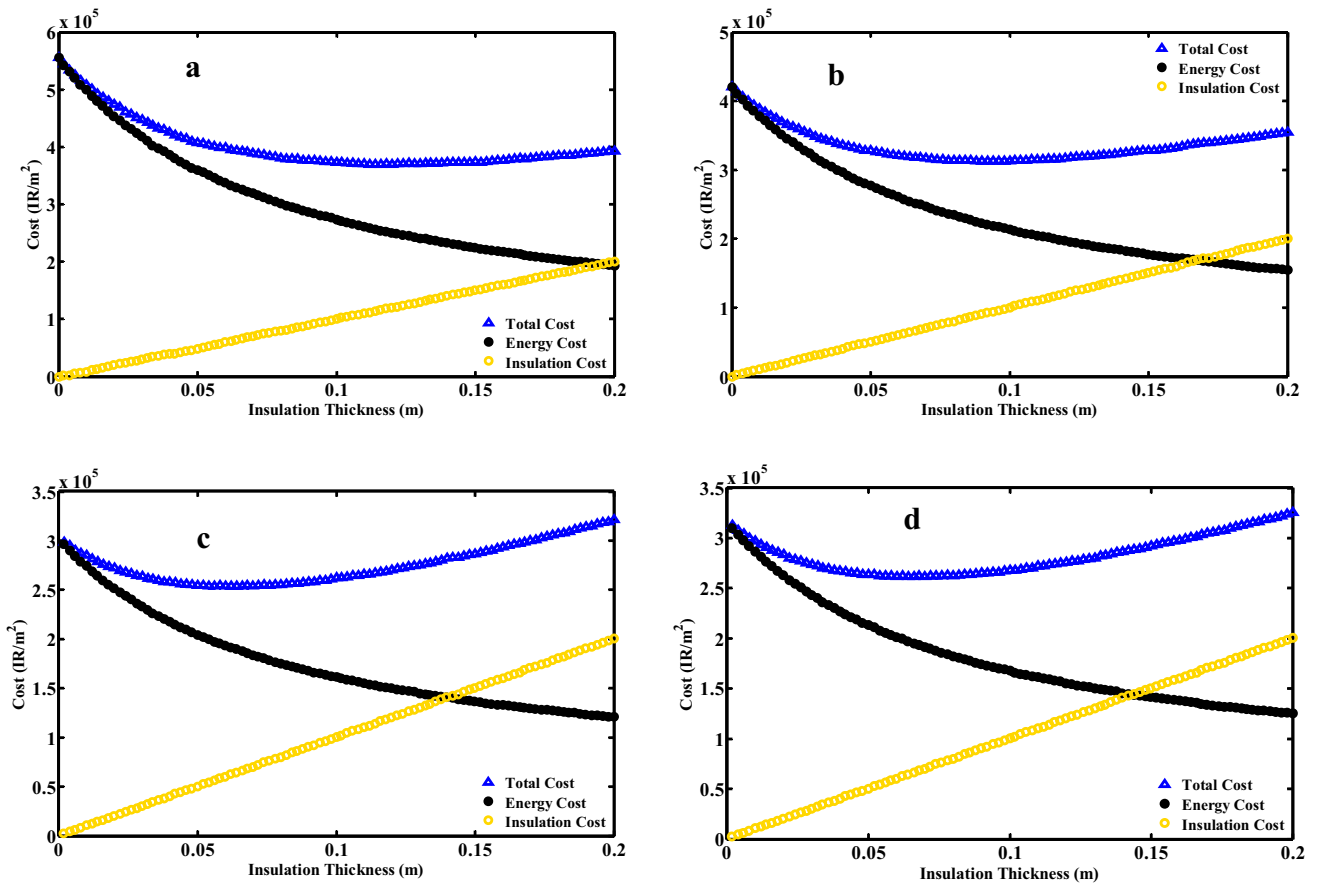 x 10^5
6
5
4
3
2
1
0
Cost (IR/m^2)
a
Total Cost
Energy Cost
Insulation Cost
0 0.05 0.1 0.15 0.2
Insulation Thickness (m)
x 10^5
5
4
3
2
1
0
Cost (IR/m^2)
b
Total Cost
Energy Cost
Insulation Cost
0 0.05 0.1 0.15 0.2
Insulation Thickness (m)
x 10^5
3.5
3
2.5
2
1.5
1
0.5
0
Cost (IR/m^2)
c
Total Cost
Energy Cost
Insulation Cost
0 0.05 0.1 0.15 0.2
Insulation Thickness (m)
x 10^5
3.5
3
2.5
2
1.5
1
0.5
0
Cost (IR/m^2)
d
Total Cost
Energy Cost
Insulation Cost
0 0.05 0.1 0.15 0.2
Insulation Thickness (m)